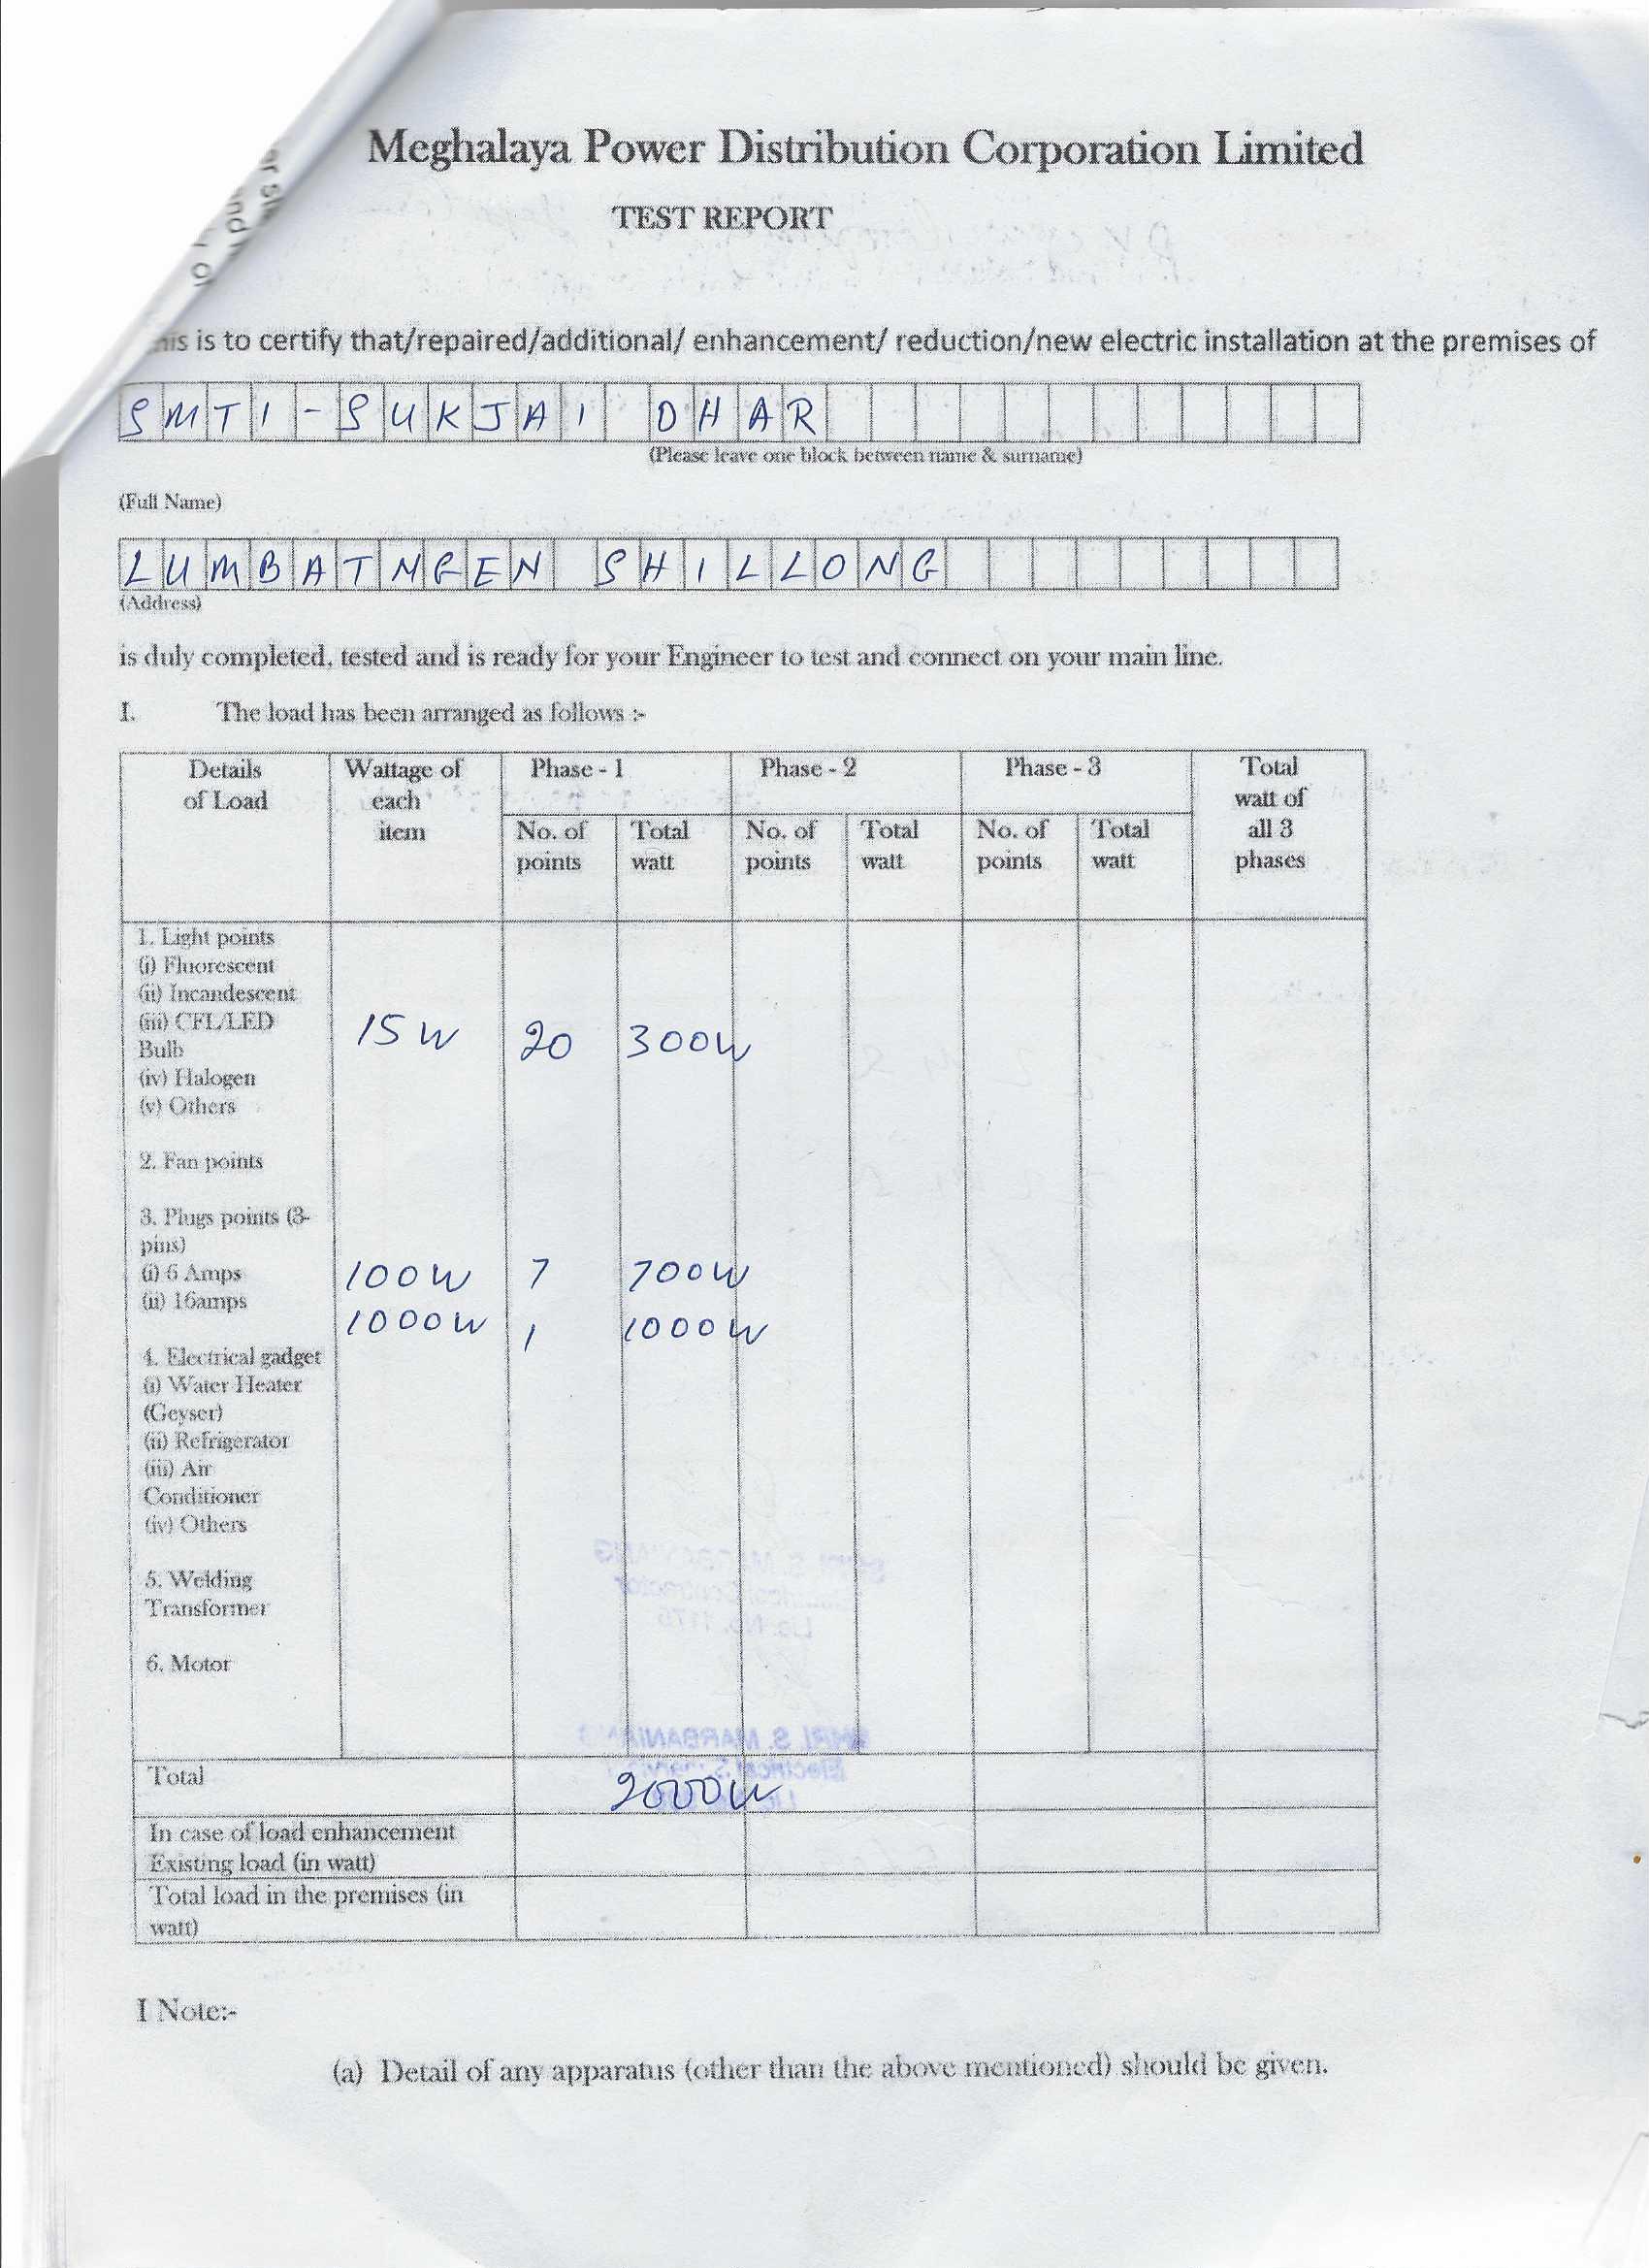 Meghalaya Power Distribution Corporation Limited
TEST REPORT
is to certify that/repaired/additional/ enhancement/ reduction/new electric installation at the premises of
SMTI-SUKJAI DHAR
(Please leave one block between name & surname)
(Full Name)
LUMBATNGEN SHILLONG
(Address)
is duly completed, tested and is ready for your Engineer to test and connect on your main line.
I. The load has been arranged as follows :-
Details of Load
Wattage of each item
Phase - 1
Phase - 2
Phase - 3
Total watt of all 3 phases
No. of points
Total watt
No. of points
Total watt
No. of points
Total watt
1. Light points
(i) Fluorescent
(ii) Incandescent
(iii) CFL/LED
Bulb
15W 20 300W
(iv) Halogen
(v) Others
2. Fan points
3. Plugs points (3-
pins)
(i) 6 Amps 100W 7 700W
(ii) 16amps 1000W 1 1000W
4. Electrical gadget
(i) Water Heater
(Geyser)
(ii) Refrigerator
(iii) Air
Conditioner
(iv) Others
5. Welding
Transformer
6. Motor
Total 2000W
In case of load enhancement
Existing load (in watt)
Total load in the premises (in
watt)
I Note:-
(a) Detail of any apparatus (other than the above mentioned) should be given.